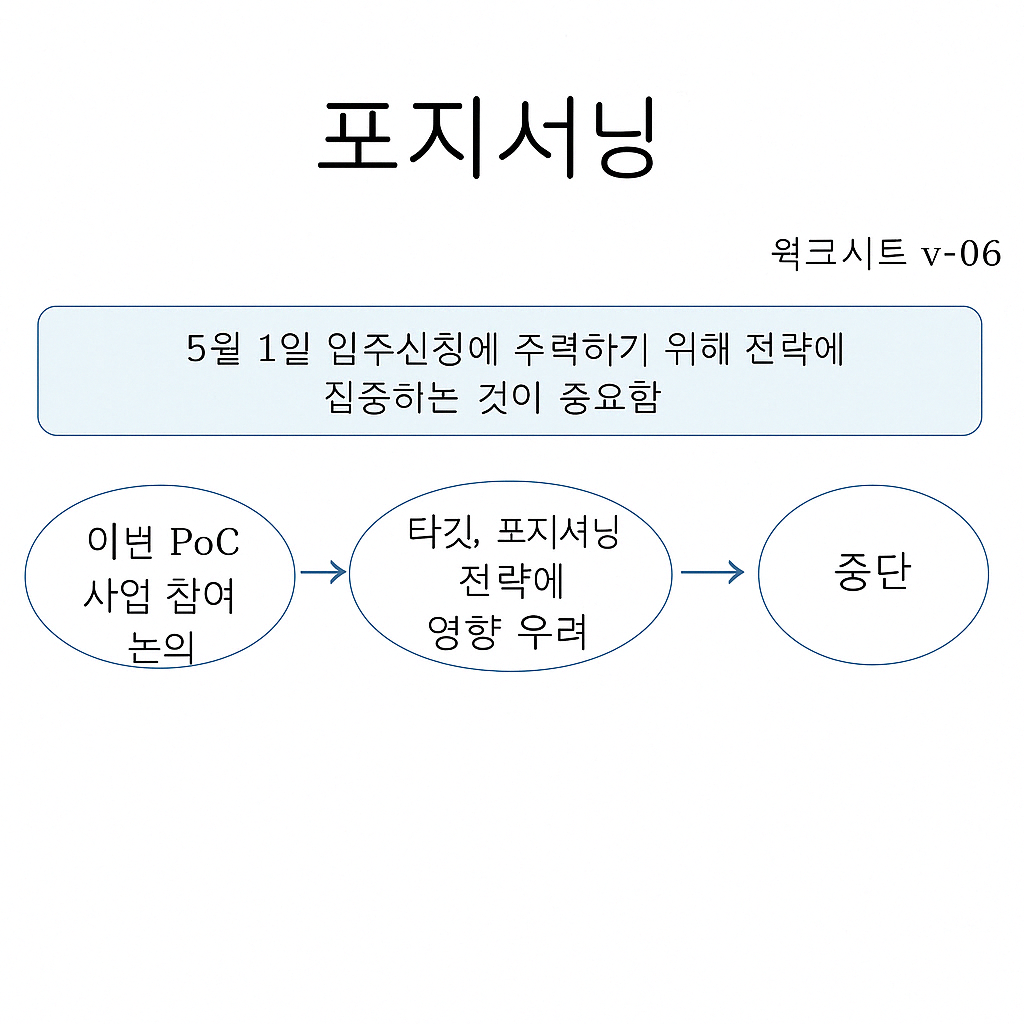 포지서닝
웍크시트 v-06
5월 1일 입주신칭에 주력하기 위해 전략에
집중하논 것이 중요함
이번 PoC
사업 참여
논의
타깃, 포지셔닝
전략에
영향 우려
중단